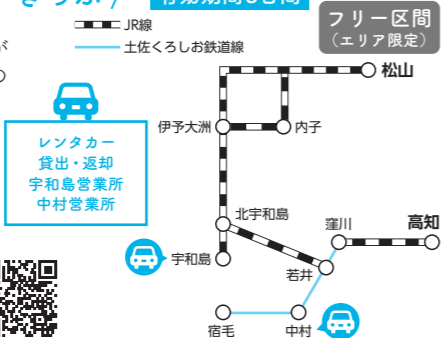 有効期間
JR線
土佐くろしお鉄道線
フリー区間
（エリア限定）
が
の
松山
伊予大洲
内子
レンタカー
貸出・返却
宇和島営業所
中村営業所
北宇和島
窪川
高知
宇和島
若井
宿毛
中村